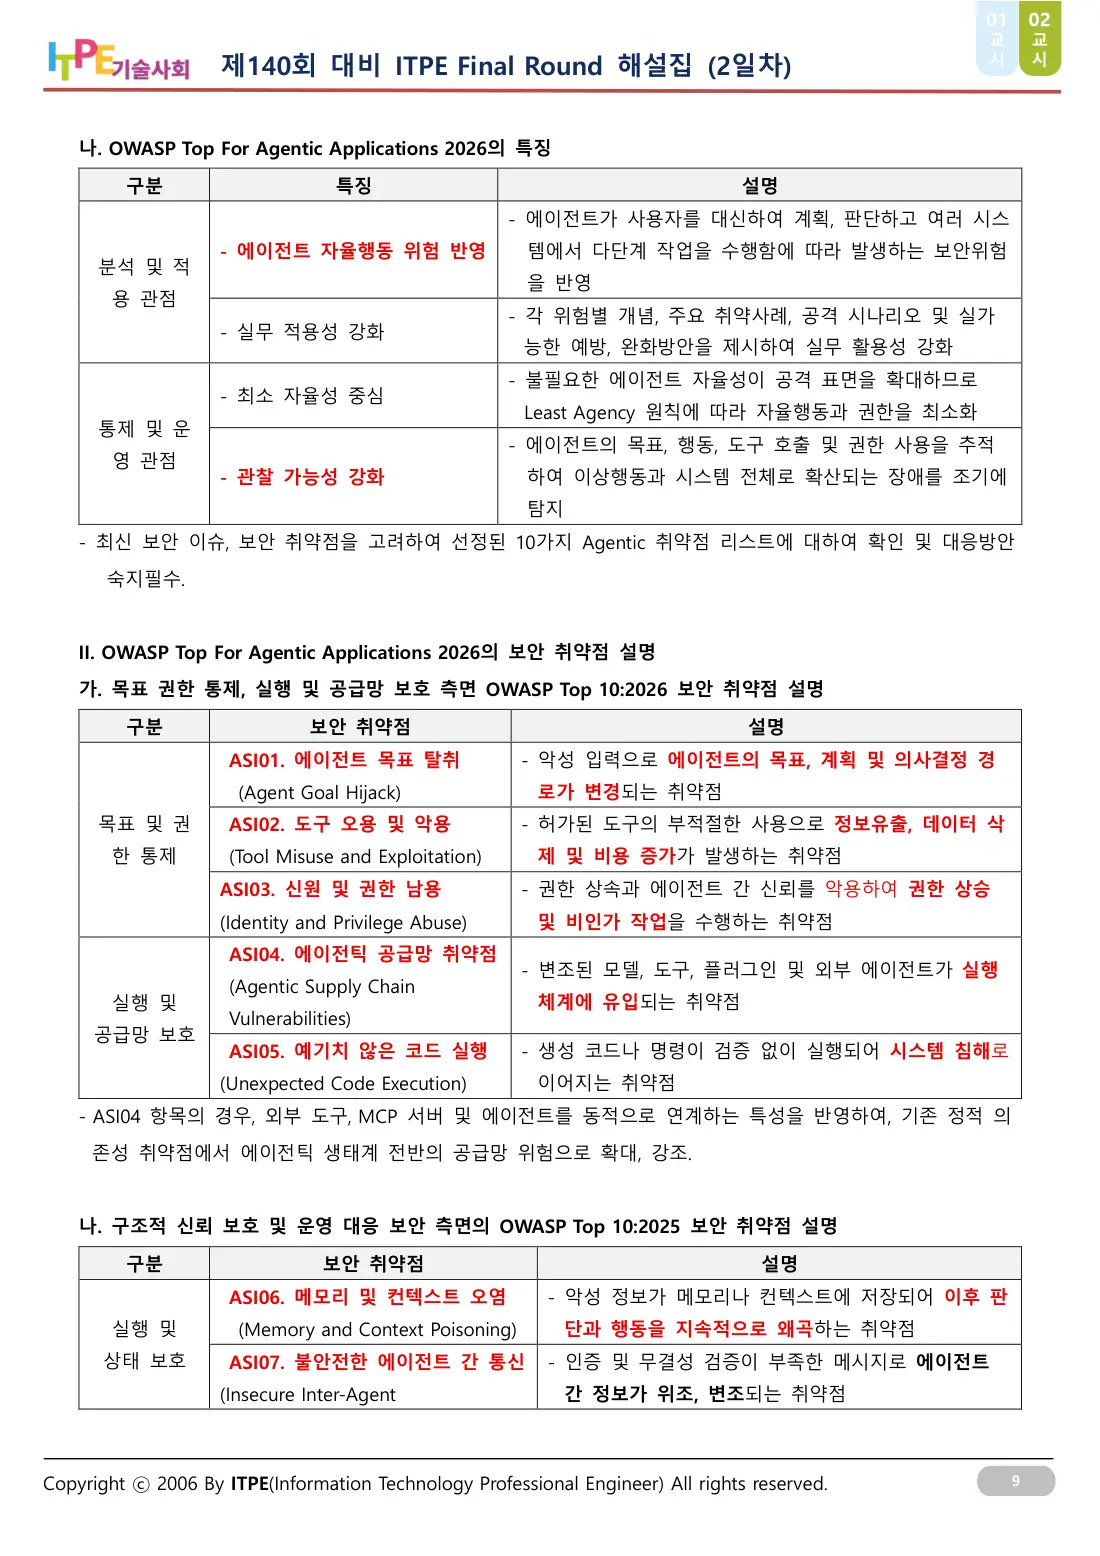 ITPE기술사회
제140회 대비 ITPE Final Round 해설집 (2일차)
01
교
시
02
교
시
나. OWASP Top For Agentic Applications 2026의 특징
구분 특징 설명
분석 및 적
용 관점
- 에이전트 자율행동 위험 반영
- 에이전트가 사용자를 대신하여 계획, 판단하고 여러 시스
템에서 다단계 작업을 수행함에 따라 발생하는 보안위험
을 반영
- 실무 적용성 강화
- 각 위험별 개념, 주요 취약사례, 공격 시나리오 및 실가
능한 예방, 완화방안을 제시하여 실무 활용성 강화
통제 및 운
영 관점
- 최소 자율성 중심
- 불필요한 에이전트 자율성이 공격 표면을 확대하므로
Least Agency 원칙에 따라 자율행동과 권한을 최소화
- 관찰 가능성 강화
- 에이전트의 목표, 행동, 도구 호출 및 권한 사용을 추적
하여 이상행동과 시스템 전체로 확산되는 장애를 조기에
탐지
- 최신 보안 이슈, 보안 취약점을 고려하여 선정된 10가지 Agentic 취약점 리스트에 대하여 확인 및 대응방안
숙지필수.
II. OWASP Top For Agentic Applications 2026의 보안 취약점 설명
가. 목표 권한 통제, 실행 및 공급망 보호 측면 OWASP Top 10:2026 보안 취약점 설명
구분 보안 취약점 설명
목표 및 권
한 통제
ASI01. 에이전트 목표 탈취
(Agent Goal Hijack)
- 악성 입력으로 에이전트의 목표, 계획 및 의사결정 경
로가 변경되는 취약점
ASI02. 도구 오용 및 악용
(Tool Misuse and Exploitation)
- 허가된 도구의 부적절한 사용으로 정보유출, 데이터 삭
제 및 비용 증가가 발생하는 취약점
ASI03. 신원 및 권한 남용
(Identity and Privilege Abuse)
- 권한 상속과 에이전트 간 신뢰를 악용하여 권한 상승
및 비인가 작업을 수행하는 취약점
실행 및
공급망 보호
ASI04. 에이전틱 공급망 취약점
(Agentic Supply Chain
Vulnerabilities)
- 변조된 모델, 도구, 플러그인 및 외부 에이전트가 실행
체계에 유입되는 취약점
ASI05. 예기치 않은 코드 실행
(Unexpected Code Execution)
- 생성 코드나 명령이 검증 없이 실행되어 시스템 침해로
이어지는 취약점
- ASI04 항목의 경우, 외부 도구, MCP 서버 및 에이전트를 동적으로 연계하는 특성을 반영하여, 기존 정적 의
존성 취약점에서 에이전틱 생태계 전반의 공급망 위험으로 확대, 강조.
나. 구조적 신뢰 보호 및 운영 대응 보안 측면의 OWASP Top 10:2025 보안 취약점 설명
구분 보안 취약점 설명
실행 및
상태 보호
ASI06. 메모리 및 컨텍스트 오염
(Memory and Context Poisoning)
- 악성 정보가 메모리나 컨텍스트에 저장되어 이후 판
단과 행동을 지속적으로 왜곡하는 취약점
ASI07. 불안전한 에이전트 간 통신
(Insecure Inter-Agent
- 인증 및 무결성 검증이 부족한 메시지로 에이전트
간 정보가 위조, 변조되는 취약점
Copyright ⓒ 2006 By ITPE(Information Technology Professional Engineer) All rights reserved.
9